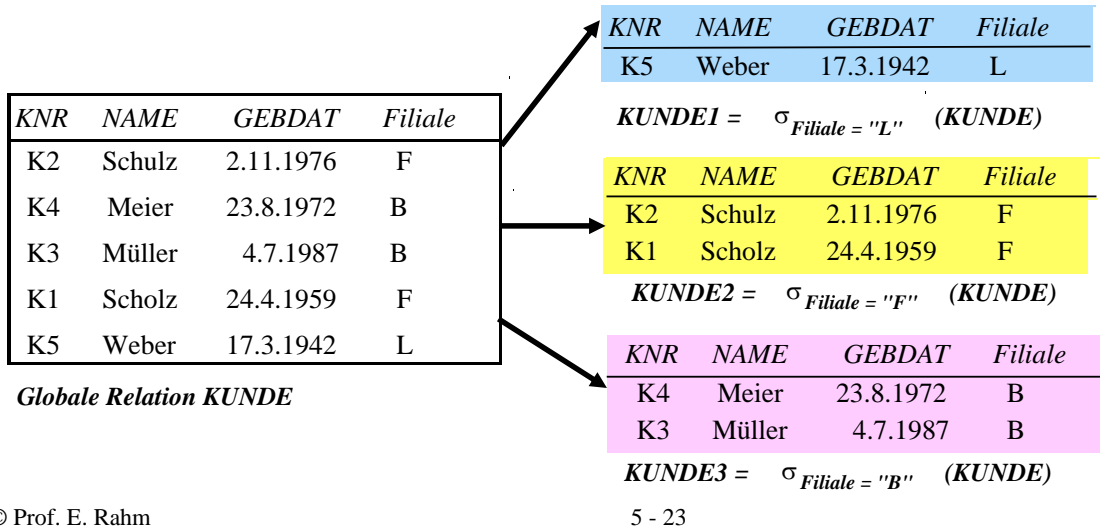 KNR NAME GEBDAT Filiale
K2 Schulz 2.11.1976 F
K4 Meier 23.8.1972 B
K3 Müller 4.7.1987 B
K1 Scholz 24.4.1959 F
K5 Weber 17.3.1942 L
Globale Relation KUNDE
KNR NAME GEBDAT Filiale
K5 Weber 17.3.1942 L
KUNDE1 = σ Filiale = "L" (KUNDE)
KNR NAME GEBDAT Filiale
K2 Schulz 2.11.1976 F
K1 Scholz 24.4.1959 F
KUNDE2 = σ Filiale = "F" (KUNDE)
KNR NAME GEBDAT Filiale
K4 Meier 23.8.1972 B
K3 Müller 4.7.1987 B
KUNDE3 = σ Filiale = "B" (KUNDE)
© Prof. E. Rahm 5 - 23